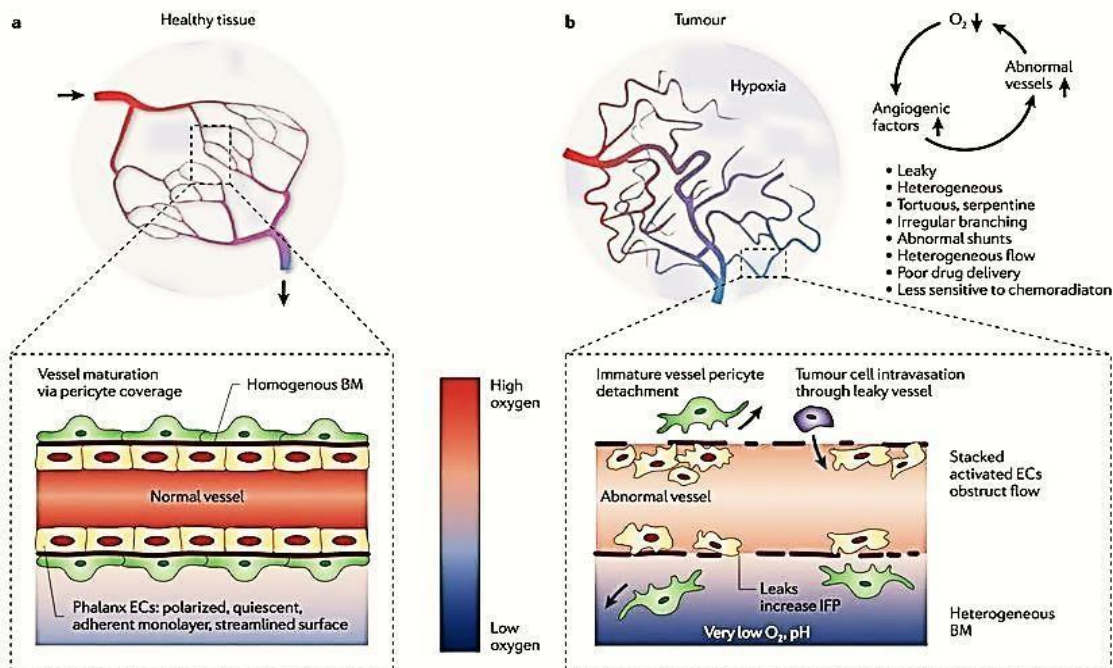 a
Healthy tissue
Vessel maturation
via pericyte coverage
Homogenous BM
Normal vessel
Phalanx ECs: polarized, quiescent,
adherent monolayer, streamlined surface
High
oxygen
Low
oxygen
b
Tumour
Hypoxia
O2
Abnormal
vessels
Angiogenic
factors
• Leaky
• Heterogeneous
• Tortuous, serpentine
• Irregular branching
• Abnormal shunts
• Heterogeneous flow
• Poor drug delivery
• Less sensitive to chemoradiaton
Immature vessel pericyte
detachment
Tumour cell intravasation
through leaky vessel
Stacked
activated ECs
obstruct flow
Abnormal vessel
Leaks
increase IFP
Heterogeneous
BM
Very low O2, pH